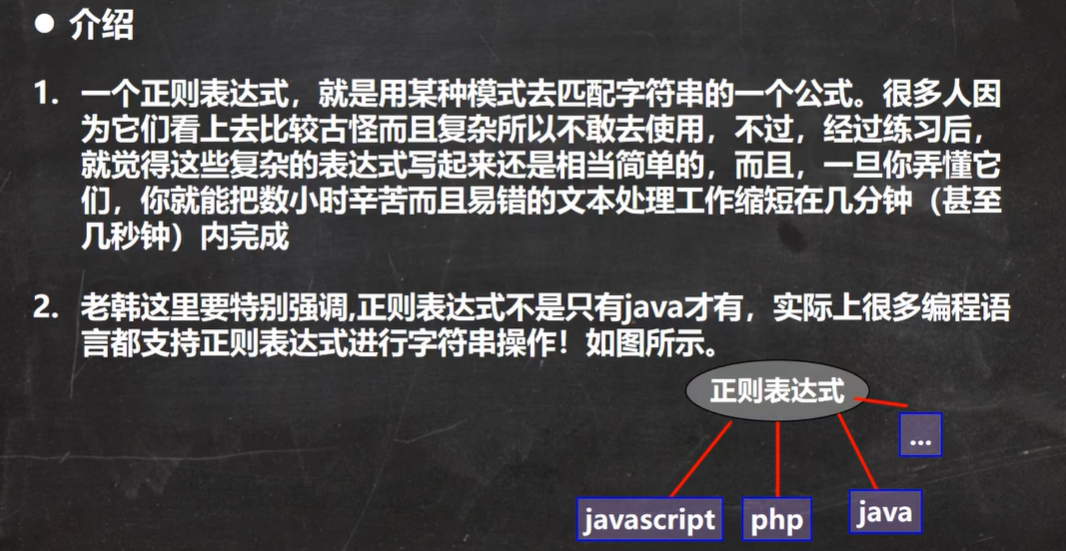 ● 介绍
1. 一个正则表达式，就是用某种模式去匹配字符串的一个公式。很多人因
为它们看上去比较古怪而且复杂所以不敢去使用，不过，经过练习后，
就觉得这些复杂的表达式写起来还是相当简单的，而且，一旦你弄懂它
们，你就能把数小时辛苦而且易错的文本处理工作缩短在几分钟（甚至
几秒钟）内完成
2. 老韩这里要特别强调,正则表达式不是只有java才有，实际上很多编程语
言都支持正则表达式进行字符串操作！如图所示。
正则表达式
...
javascript
php
java